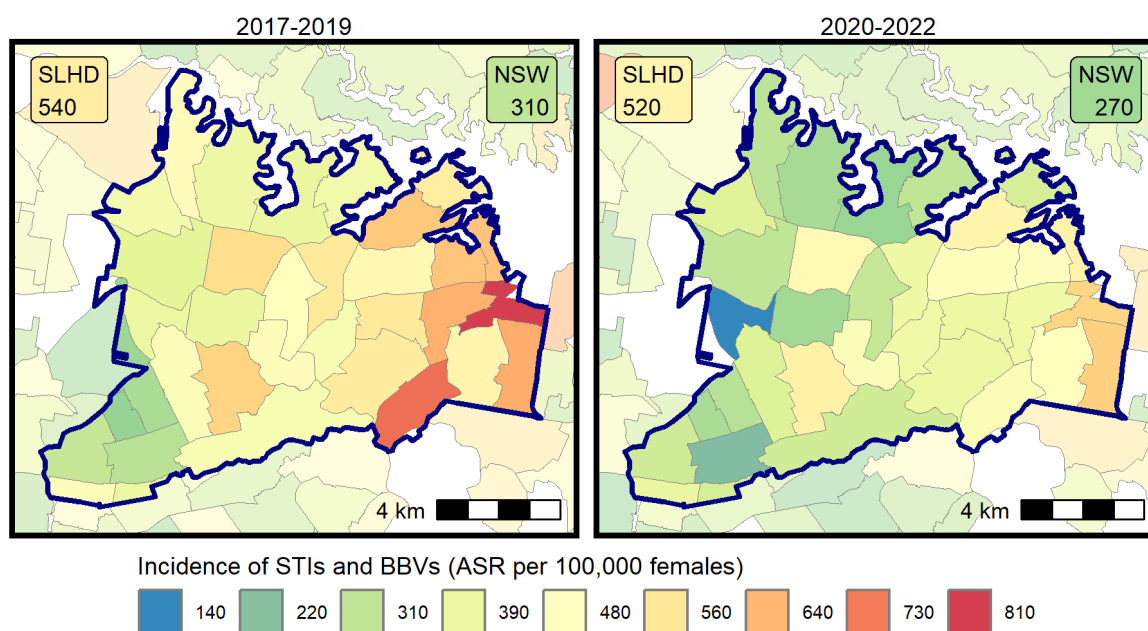 2017-2019
2020-2022
SLHD
540
NSW
310
SLHD
520
NSW
270
4 km
4 km
Incidence of STIs and BBVs (ASR per 100,000 females)
140 220 310 390 480 560 640 730 810